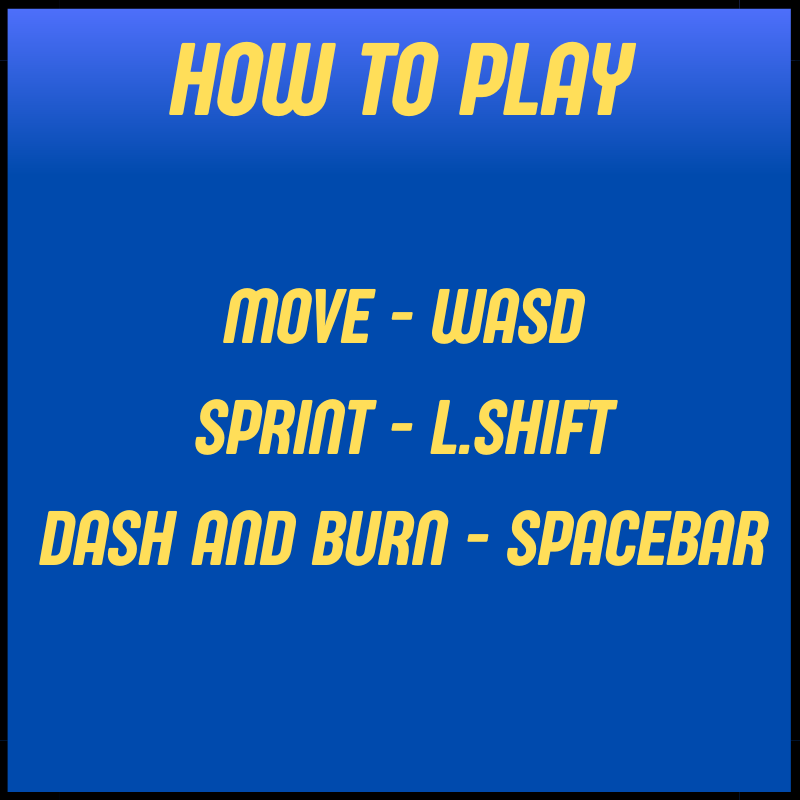 HOW TO PLAY
MOVE - WASD
SPRINT - L.SHIFT
DASH AND BURN - SPACEBAR